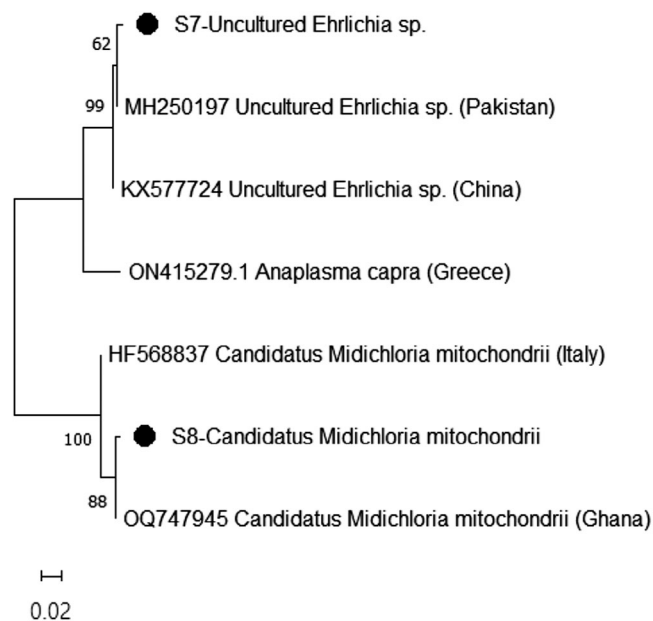 S7-Uncultured Ehrlichia sp.
62
99
MH250197 Uncultured Ehrlichia sp. (Pakistan)
KX577724 Uncultured Ehrlichia sp. (China)
ON415279.1 Anaplasma capra (Greece)
HF568837 Candidatus Midichloria mitochondrii (Italy)
S8-Candidatus Midichloria mitochondrii
100
88
OQ747945 Candidatus Midichloria mitochondrii (Ghana)
0.02